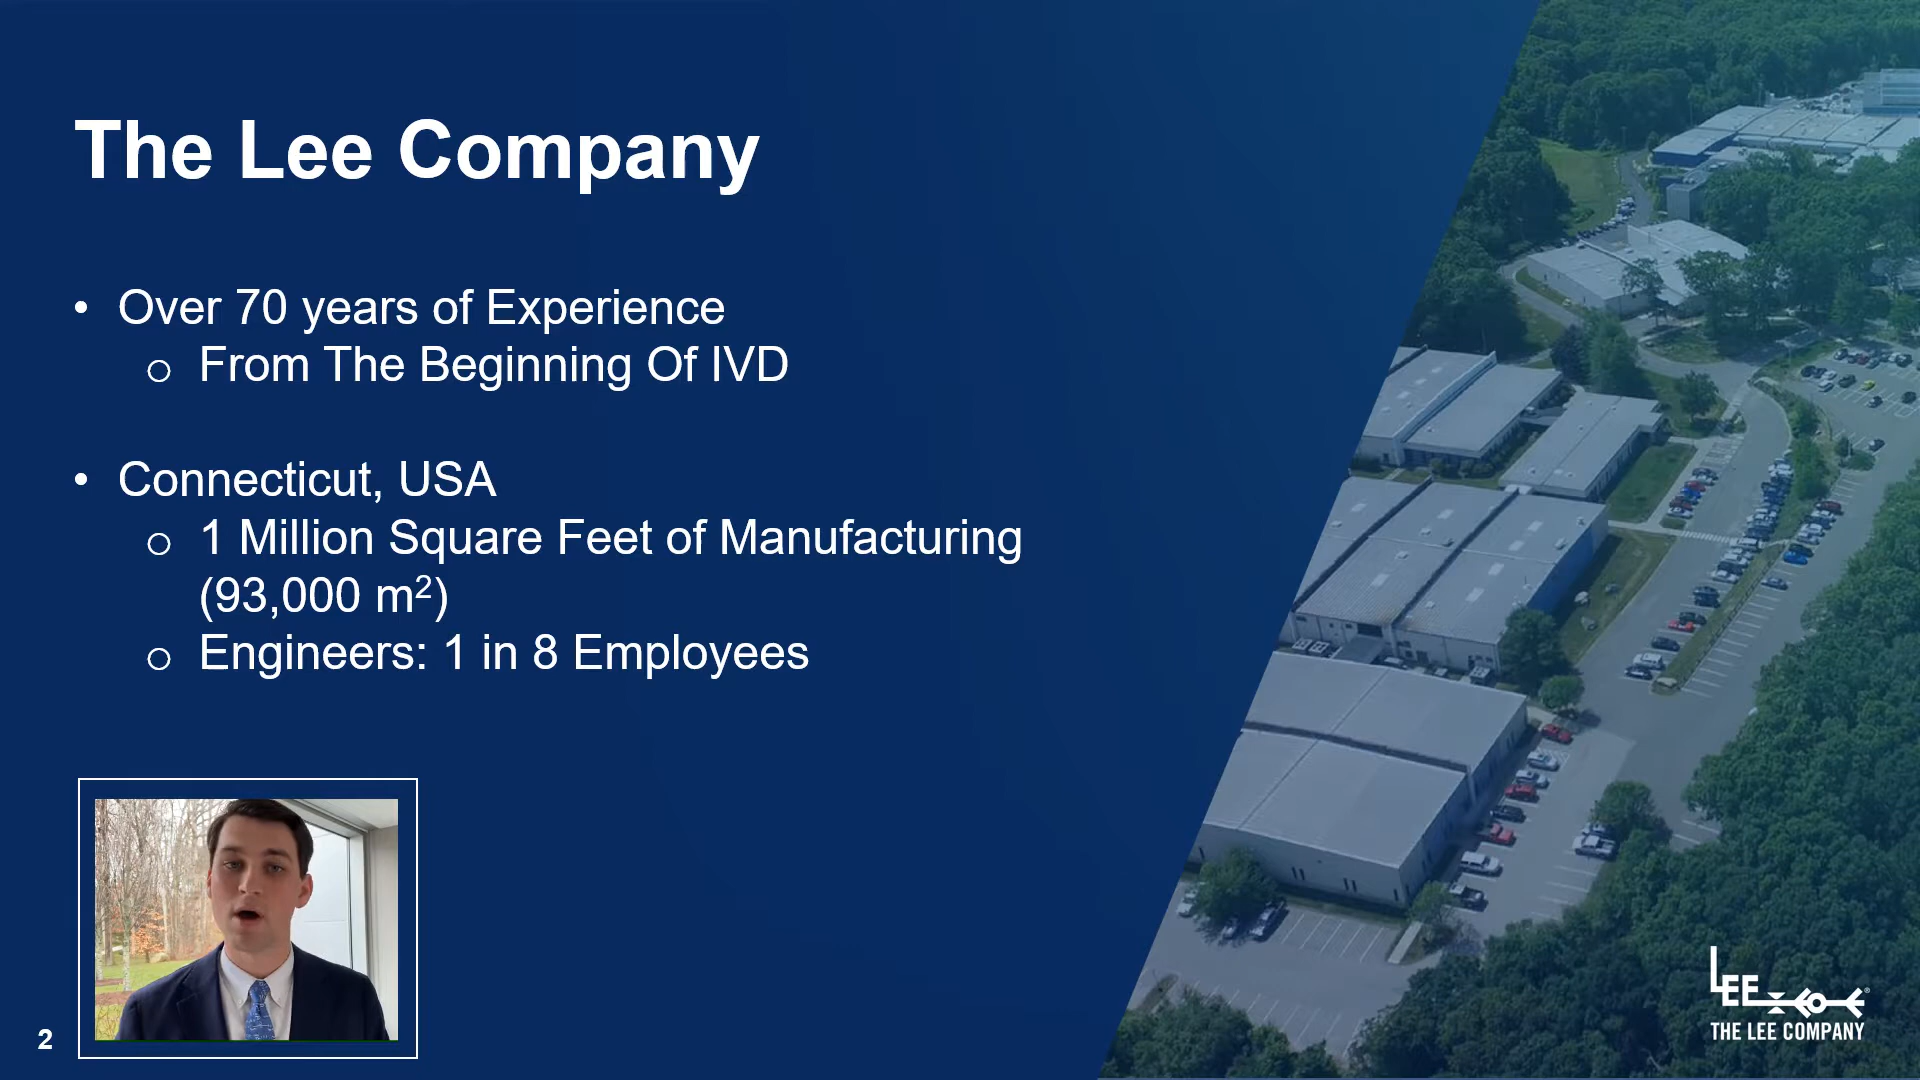 The Lee Company
• Over 70 years of Experience
o From The Beginning Of IVD
• Connecticut, USA
o 1 Million Square Feet of Manufacturing
(93,000 m²)
o Engineers: 1 in 8 Employees
2
LEE
®
THE LEE COMPANY